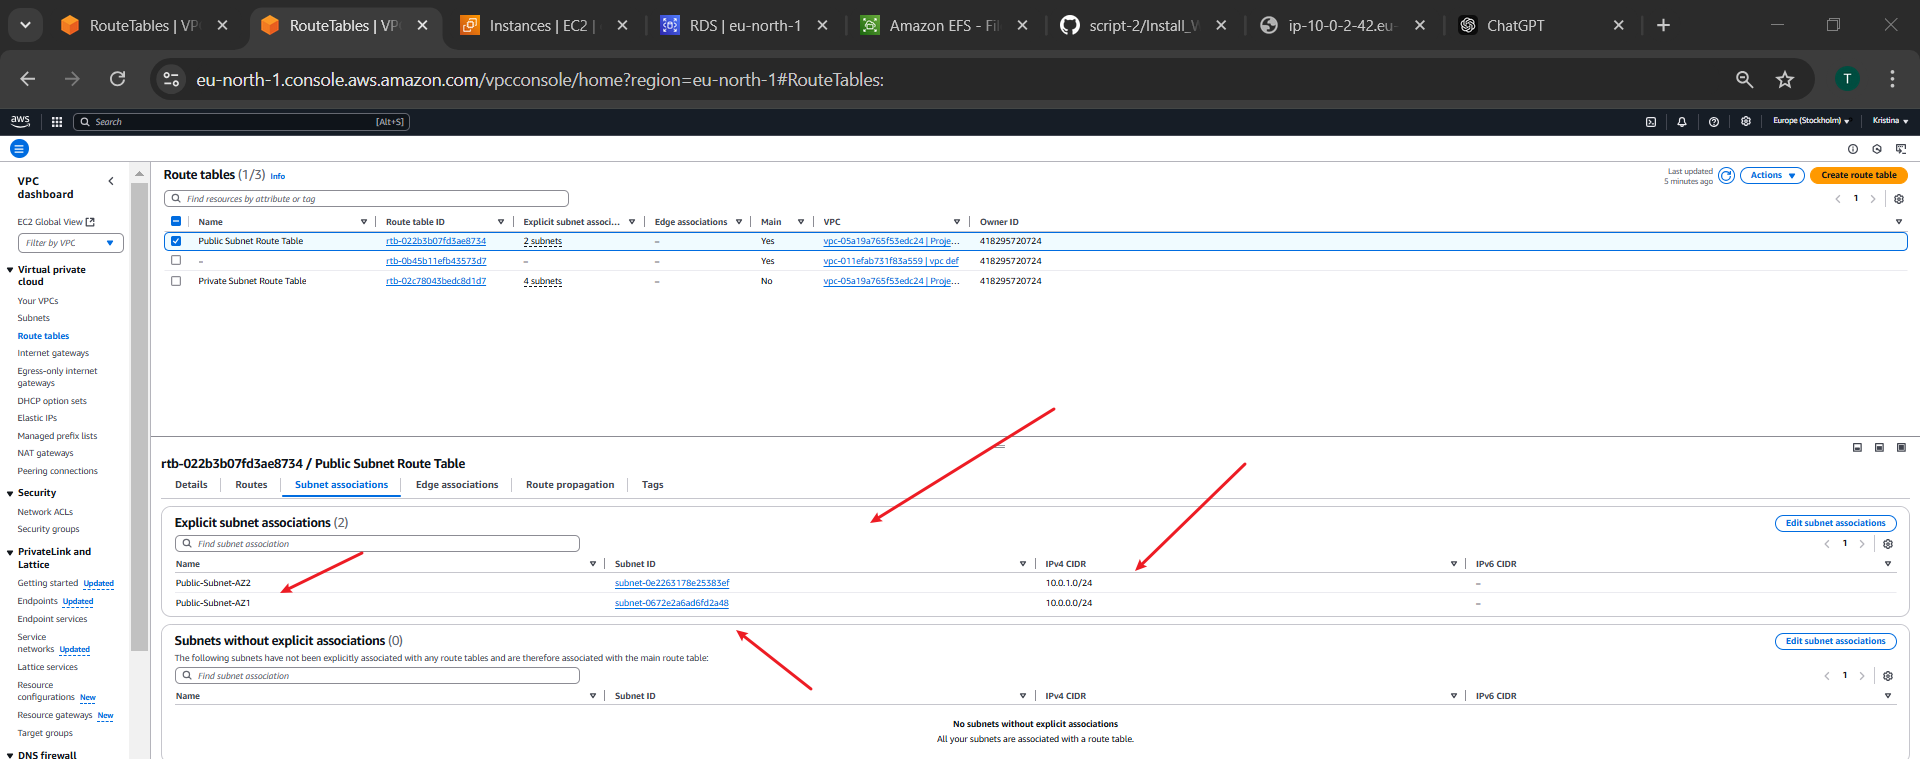 RouteTables | VP
RouteTables | VP
Instances | EC2 |
RDS | eu-north-1
Amazon EFS - Fil
script-2/Install_W
ip-10-0-2-42.eu-
ChatGPT
eu-north-1.console.aws.amazon.com/vpcconsole/home?region=eu-north-1#RouteTables:
T
aws
Search
[Alt+S]
Europe (Stockholm)
Kristina
VPC dashboard
EC2 Global View
Filter by VPC
Virtual private cloud
Your VPCs
Subnets
Route tables
Internet gateways
Egress-only internet gateways
DHCP option sets
Elastic IPs
Managed prefix lists
NAT gateways
Peering connections
Security
Network ACLs
Security groups
PrivateLink and Lattice
Getting started Updated
Endpoints Updated
Endpoint services
Service networks Updated
Lattice services
Resource configurations New
Resource gateways New
Target groups
DNS firewall
Route tables (1/3) Info
Last updated 5 minutes ago
Actions
Create route table
Find resources by attribute or tag
1
Name Route table ID Explicit subnet associ... Edge associations Main VPC Owner ID
Public Subnet Route Table rtb-022b3b07fd3ae8734 2 subnets – Yes vpc-05a19a765f53edc24 | Proje... 418295720724
– rtb-0b45b11efb43573d7 – – Yes vpc-011efab731f83a559 | vpc def 418295720724
Private Subnet Route Table rtb-02c78043bedc8d1d7 4 subnets – No vpc-05a19a765f53edc24 | Proje... 418295720724
rtb-022b3b07fd3ae8734 / Public Subnet Route Table
Details Routes Subnet associations Edge associations Route propagation Tags
Explicit subnet associations (2)
Edit subnet associations
Find subnet association
1
Name Subnet ID IPv4 CIDR IPv6 CIDR
Public-Subnet-AZ2 subnet-0e2263178e25383ef 10.0.1.0/24 –
Public-Subnet-AZ1 subnet-0672e2a6ad6fd2a48 10.0.0.0/24 –
Subnets without explicit associations (0)
Edit subnet associations
The following subnets have not been explicitly associated with any route tables and are therefore associated with the main route table:
Find subnet association
1
Name Subnet ID IPv4 CIDR IPv6 CIDR
No subnets without explicit associations
All your subnets are associated with a route table.